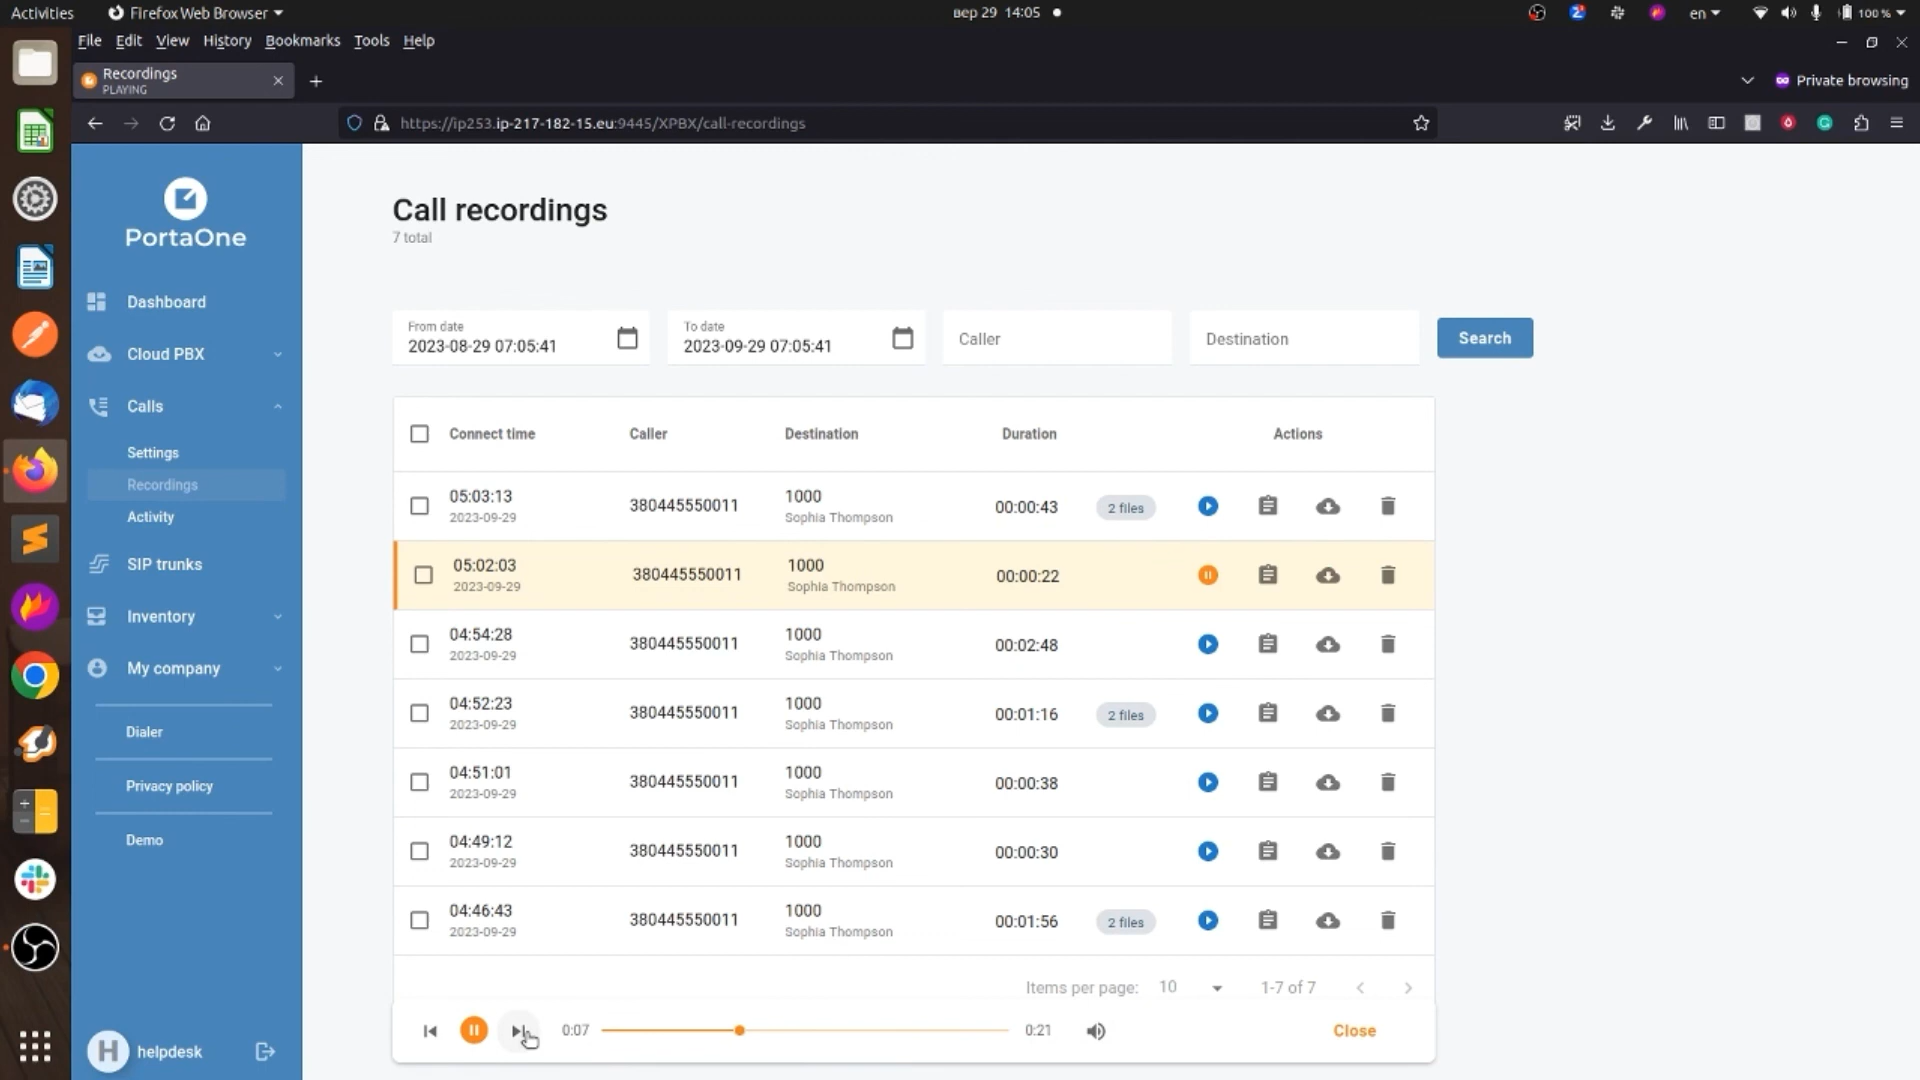 Activities
Firefox Web Browser
вер 29 14:05
en
100 %
File Edit View History Bookmarks Tools Help
Recordings
PLAYING
Private browsing
https://ip253.ip-217-182-15.eu:9445/XPBX/call-recordings
PortaOne
Dashboard
Cloud PBX
Calls
Settings
Recordings
Activity
SIP trunks
Inventory
My company
Dialer
Privacy policy
Demo
H helpdesk
Call recordings
7 total
From date
2023-08-29 07:05:41
To date
2023-09-29 07:05:41
Caller
Destination
Search
Connect time Caller Destination Duration Actions
05:03:13 380445550011 1000 00:00:43 2 files
2023-09-29 Sophia Thompson
05:02:03 380445550011 1000 00:00:22
2023-09-29 Sophia Thompson
04:54:28 380445550011 1000 00:02:48
2023-09-29 Sophia Thompson
04:52:23 380445550011 1000 00:01:16 2 files
2023-09-29 Sophia Thompson
04:51:01 380445550011 1000 00:00:38
2023-09-29 Sophia Thompson
04:49:12 380445550011 1000 00:00:30
2023-09-29 Sophia Thompson
04:46:43 380445550011 1000 00:01:56 2 files
2023-09-29 Sophia Thompson
Items per page: 10 1-7 of 7
0:07 0:21 Close